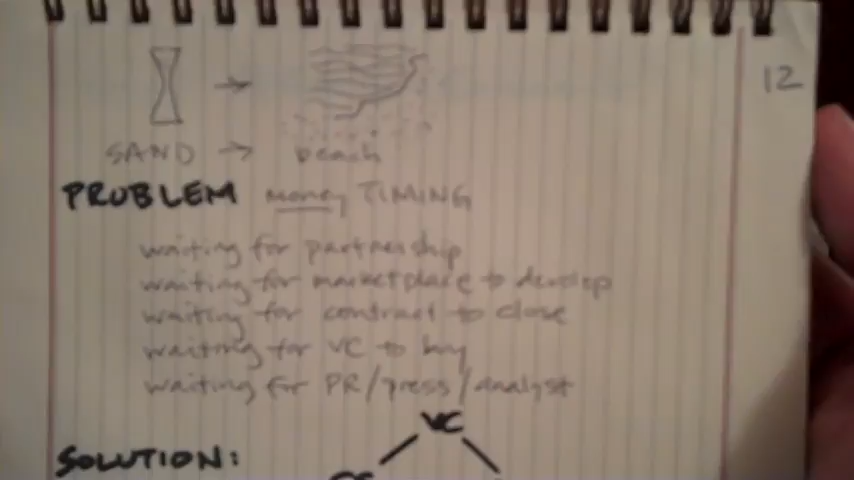 12
SAND → beach
PROBLEM money TIMING
waiting for partnership
waiting for marketplace to develop
waiting for contract to close
waiting for VC to buy
waiting for PR/press/analyst
VC
SOLUTION: